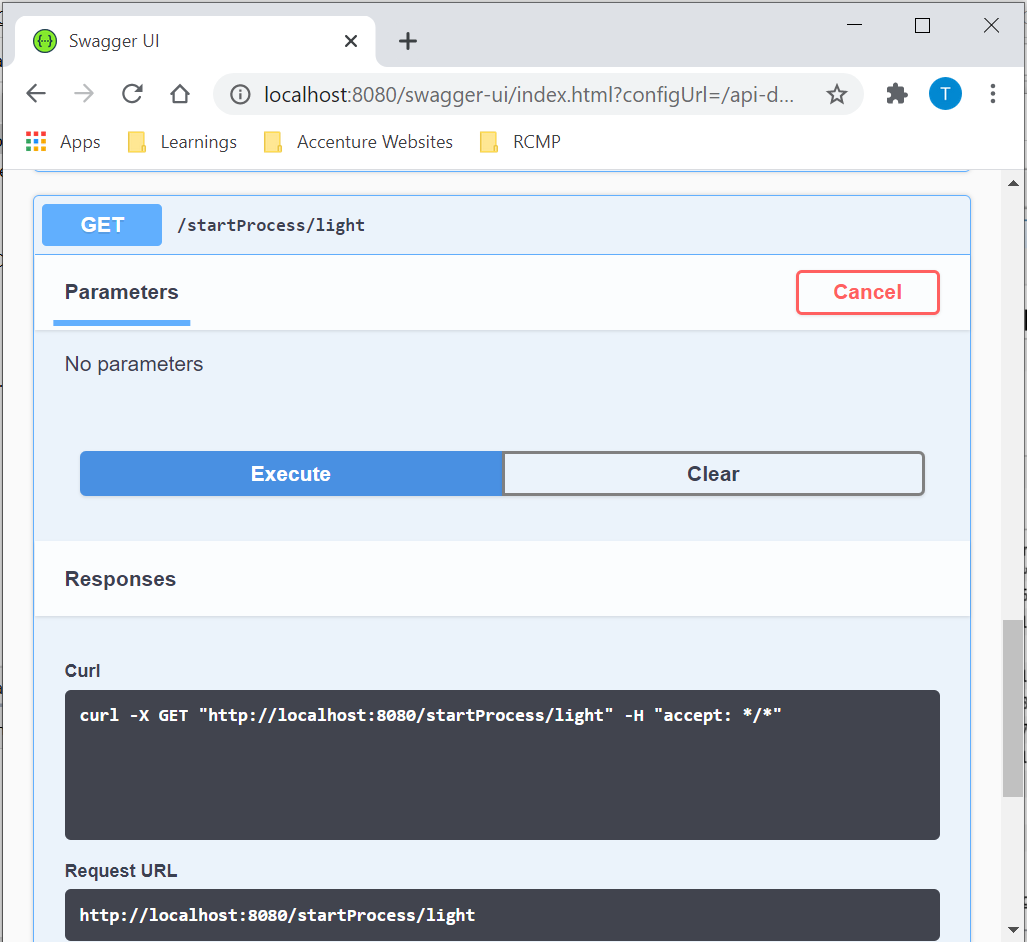 Swagger UI
localhost:8080/swagger-ui/index.html?configUrl=/api-d...
T
Apps
Learnings
Accenture Websites
RCMP
GET /startProcess/light
Parameters
Cancel
No parameters
Execute
Clear
Responses
Curl
curl -X GET "http://localhost:8080/startProcess/light" -H "accept: */*"
Request URL
http://localhost:8080/startProcess/light